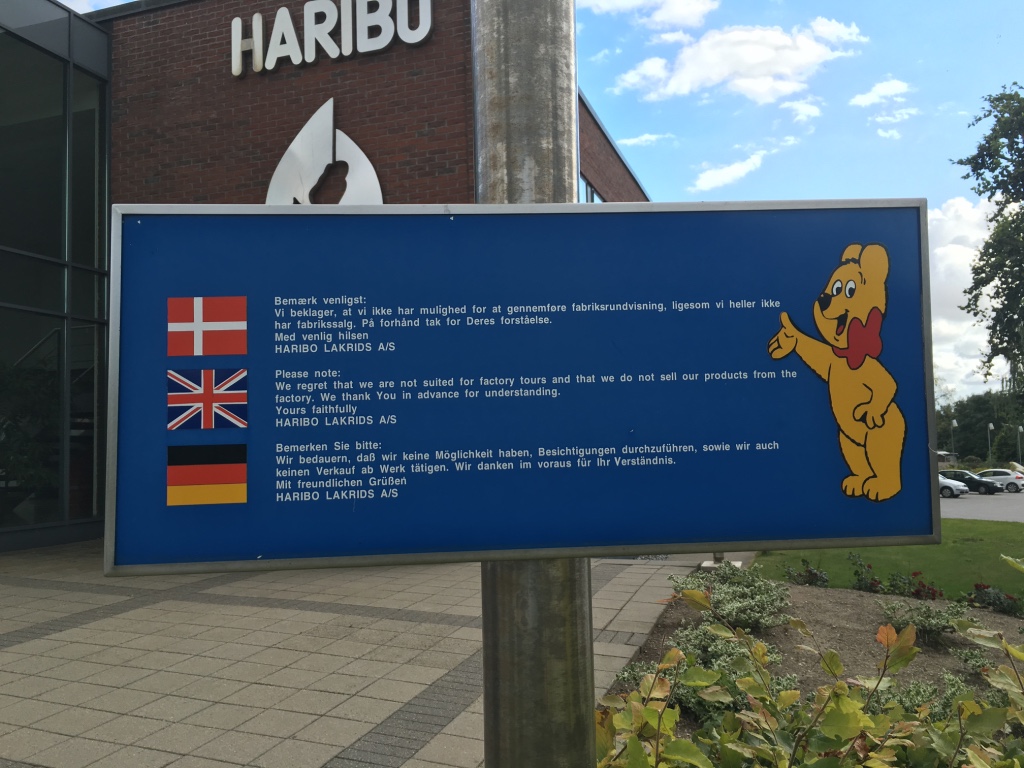 HARIBO
Bemærk venligst:
Vi beklager, at vi ikke har mulighed for at gennemføre fabriksrundvisning, ligesom vi heller ikke
har fabrikssalg. På forhånd tak for Deres forståelse.
Med venlig hilsen
HARIBO LAKRIDS A/S
Please note:
We regret that we are not suited for factory tours and that we do not sell our products from the
factory. We thank You in advance for understanding.
Yours faithfully
HARIBO LAKRIDS A/S
Bemerken Sie bitte:
Wir bedauern, daß wir keine Möglichkeit haben, Besichtigungen durchzuführen, sowie wir auch
keinen Verkauf ab Werk tätigen. Wir danken im voraus für Ihr Verständnis.
Mit freundlichen Grüßen
HARIBO LAKRIDS A/S